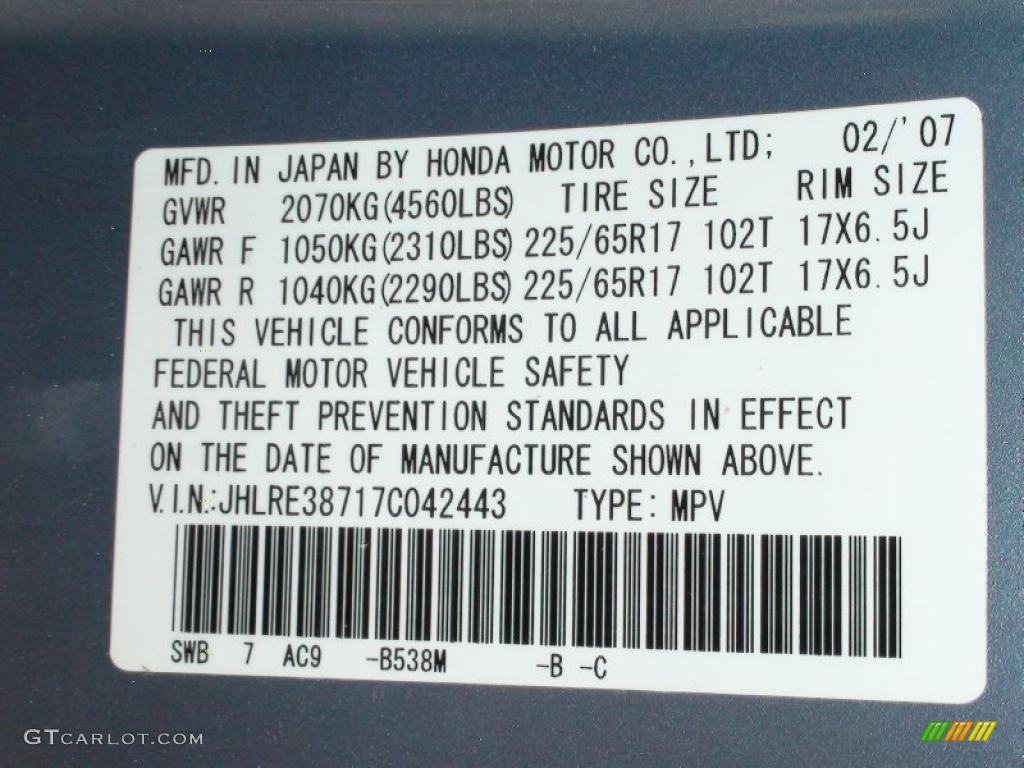 MFD. IN JAPAN BY HONDA MOTOR CO., LTD; 02/'07
GVWR 2070KG(4560LBS) TIRE SIZE RIM SIZE
GAWR F 1050KG(2310LBS) 225/65R17 102T 17X6.5J
GAWR R 1040KG(2290LBS) 225/65R17 102T 17X6.5J
THIS VEHICLE CONFORMS TO ALL APPLICABLE
FEDERAL MOTOR VEHICLE SAFETY
AND THEFT PREVENTION STANDARDS IN EFFECT
ON THE DATE OF MANUFACTURE SHOWN ABOVE.
V.I.N.:JHLRE38717C042443 TYPE: MPV
SWB 7 AC9 -B538M -B -C
GTCARLOT.COM